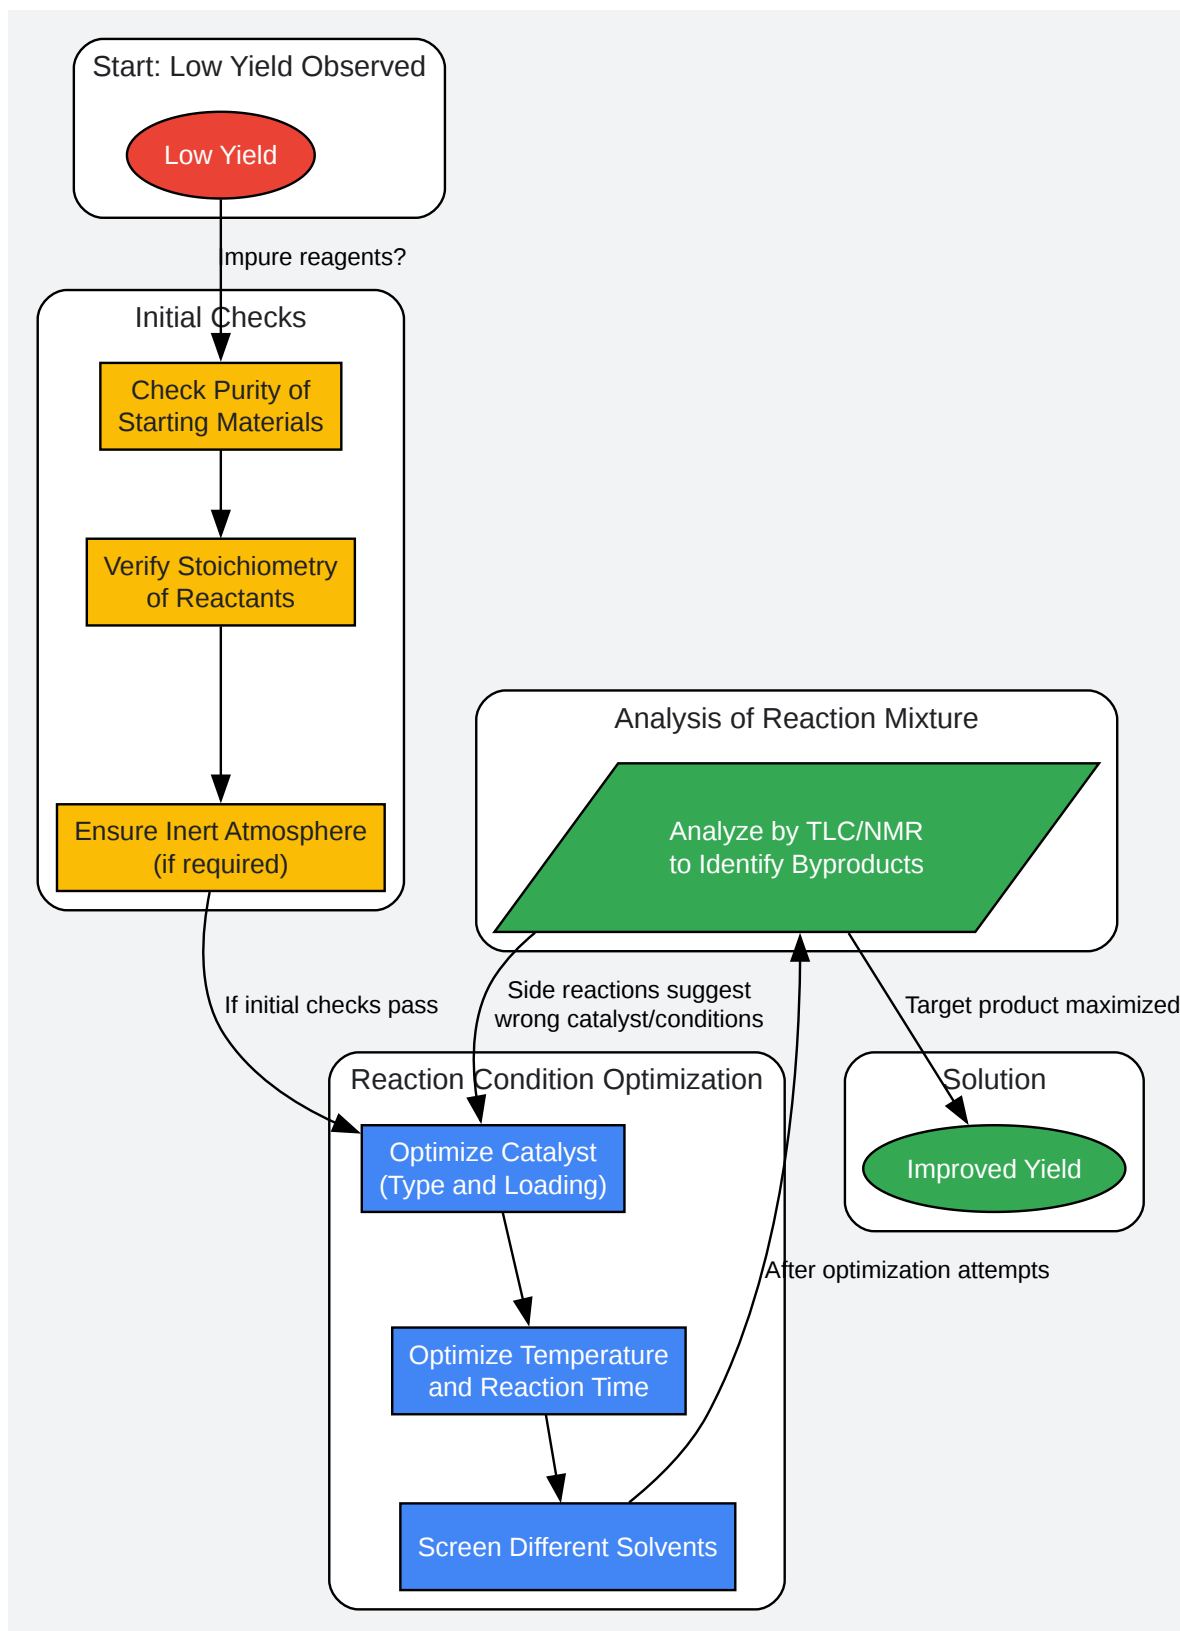 Start: Low Yield Observed
Low Yield
Impure reagents?
Initial Checks
Check Purity of
Starting Materials
Verify Stoichiometry
of Reactants
Ensure Inert Atmosphere
(if required)
Analysis of Reaction Mixture
Analyze by TLC/NMR
to Identify Byproducts
If initial checks pass
Side reactions suggest
wrong catalyst/conditions
Target product maximized
Reaction Condition Optimization
Optimize Catalyst
(Type and Loading)
Solution
Improved Yield
After optimization attempts
Optimize Temperature
and Reaction Time
Screen Different Solvents